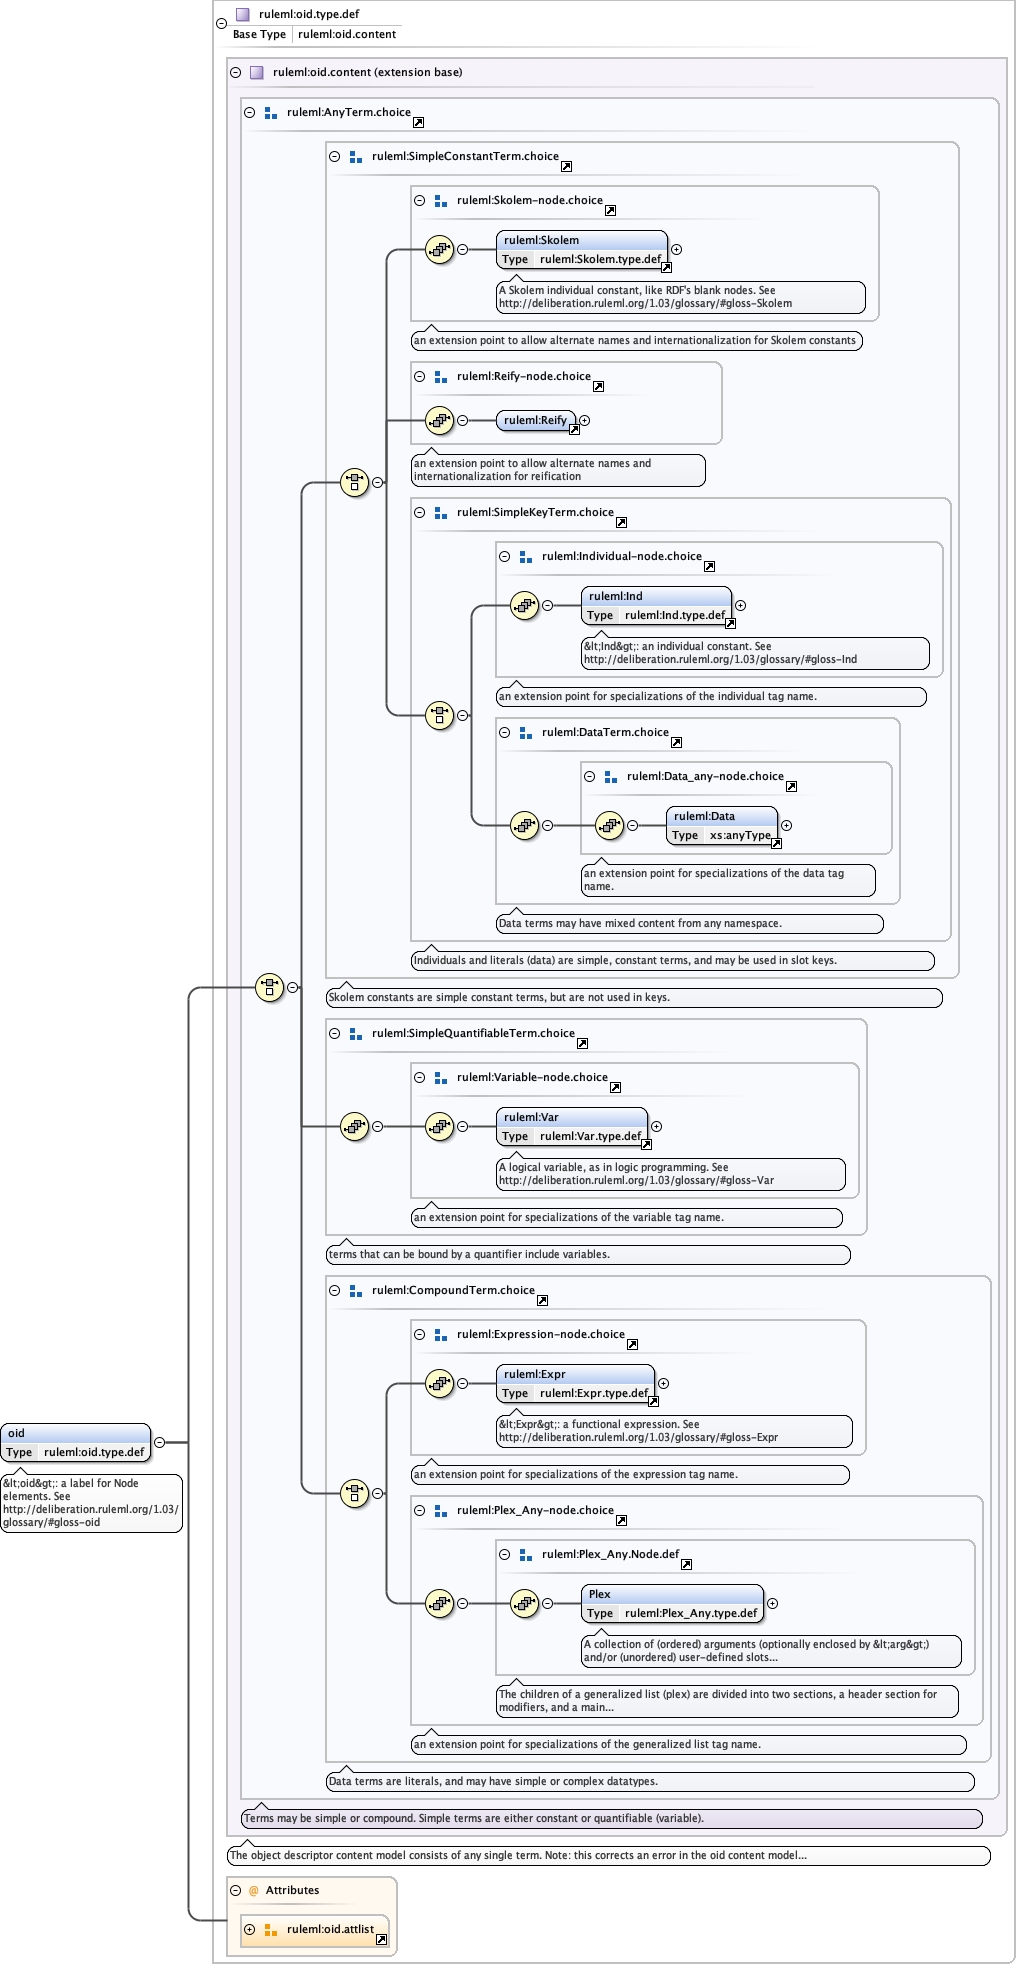 ruleml:oid.type.def
Base Type ruleml:oid.content
ruleml:oid.content (extension base)
ruleml:AnyTerm.choice
ruleml:SimpleConstantTerm.choice
ruleml:Skolem-node.choice
ruleml:Skolem
Type ruleml:Skolem.type.def
A Skolem individual constant, like RDF's blank nodes. See
http://deliberation.ruleml.org/1.03/glossary/#gloss-Skolem
an extension point to allow alternate names and internationalization for Skolem constants
ruleml:Reify-node.choice
ruleml:Reify
an extension point to allow alternate names and
internationalization for reification
ruleml:SimpleKeyTerm.choice
ruleml:Individual-node.choice
ruleml:Ind
Type ruleml:Ind.type.def
&lt;Ind&gt;: an individual constant. See
http://deliberation.ruleml.org/1.03/glossary/#gloss-Ind
an extension point for specializations of the individual tag name.
ruleml:DataTerm.choice
ruleml:Data_any-node.choice
ruleml:Data
Type xs:anyType
an extension point for specializations of the data tag
name.
Data terms may have mixed content from any namespace.
Individuals and literals (data) are simple, constant terms, and may be used in slot keys.
Skolem constants are simple constant terms, but are not used in keys.
ruleml:SimpleQuantifiableTerm.choice
ruleml:Variable-node.choice
ruleml:Var
Type ruleml:Var.type.def
A logical variable, as in logic programming. See
http://deliberation.ruleml.org/1.03/glossary/#gloss-Var
an extension point for specializations of the variable tag name.
terms that can be bound by a quantifier include variables.
ruleml:CompoundTerm.choice
ruleml:Expression-node.choice
ruleml:Expr
Type ruleml:Expr.type.def
&lt;Expr&gt;: a functional expression. See
http://deliberation.ruleml.org/1.03/glossary/#gloss-Expr
an extension point for specializations of the expression tag name.
oid
Type ruleml:oid.type.def
&lt;oid&gt;: a label for Node
elements. See
http://deliberation.ruleml.org/1.03/
glossary/#gloss-oid
ruleml:Plex_Any-node.choice
ruleml:Plex_Any.Node.def
Plex
Type ruleml:Plex_Any.type.def
A collection of (ordered) arguments (optionally enclosed by &lt;arg&gt;)
and/or (unordered) user-defined slots...
The children of a generalized list (plex) are divided into two sections, a header section for
modifiers, and a main...
an extension point for specializations of the generalized list tag name.
Data terms are literals, and may have simple or complex datatypes.
Terms may be simple or compound. Simple terms are either constant or quantifiable (variable).
The object descriptor content model consists of any single term. Note: this corrects an error in the oid content model...
@ Attributes
ruleml:oid.attlist